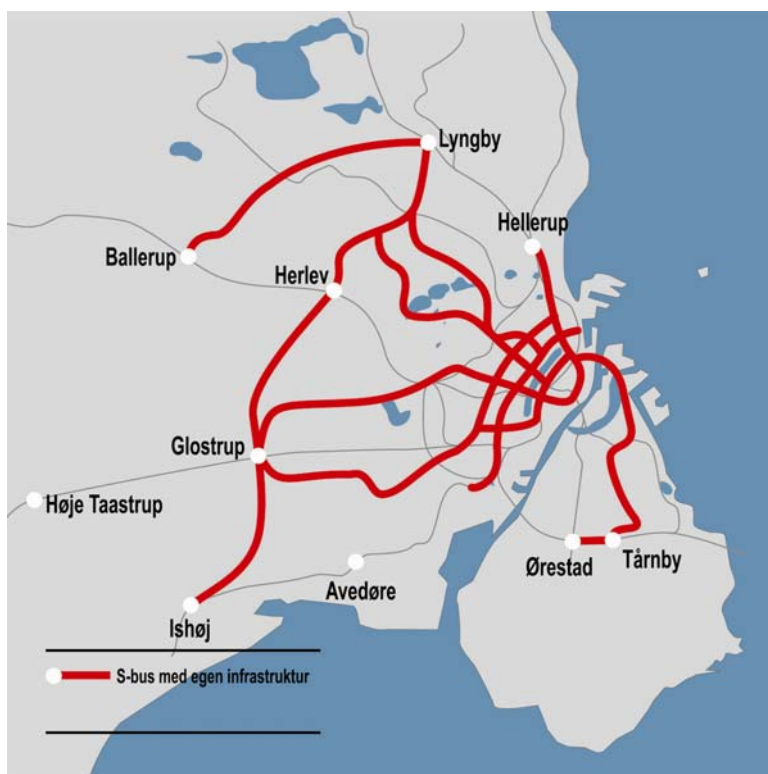 Lyngby
Hellerup
Ballerup
Herlev
Glostrup
Høje Taastrup
Ørestad
Tårnby
Avedøre
Ishøj
S-bus med egen infrastruktur